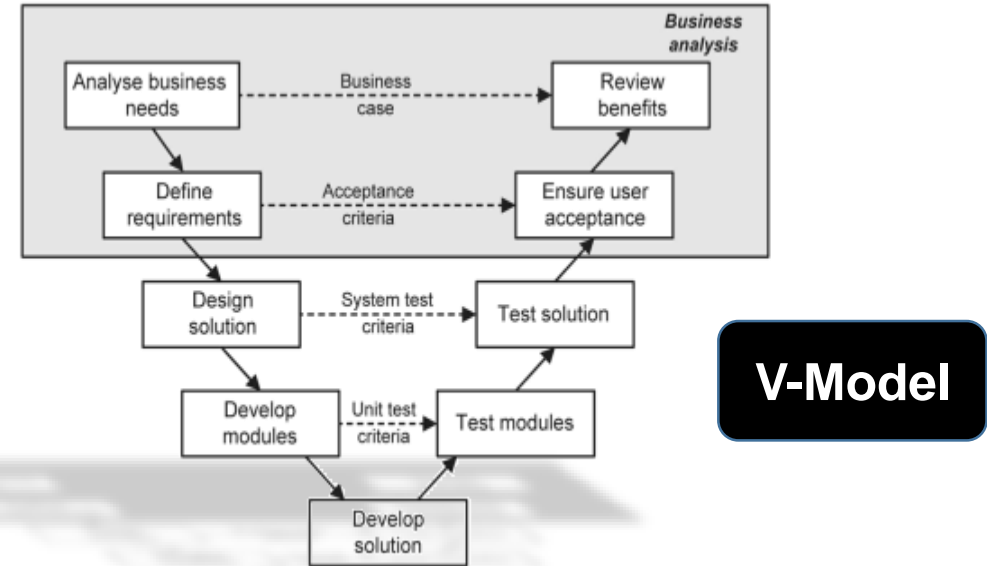 Business
analysis
Analyse business
needs
Business
case
Review
benefits
Define
requirements
Acceptance
criteria
Ensure user
acceptance
Design
solution
System test
criteria
Test solution
V-Model
Develop
modules
Unit test
criteria
Test modules
Develop
solution